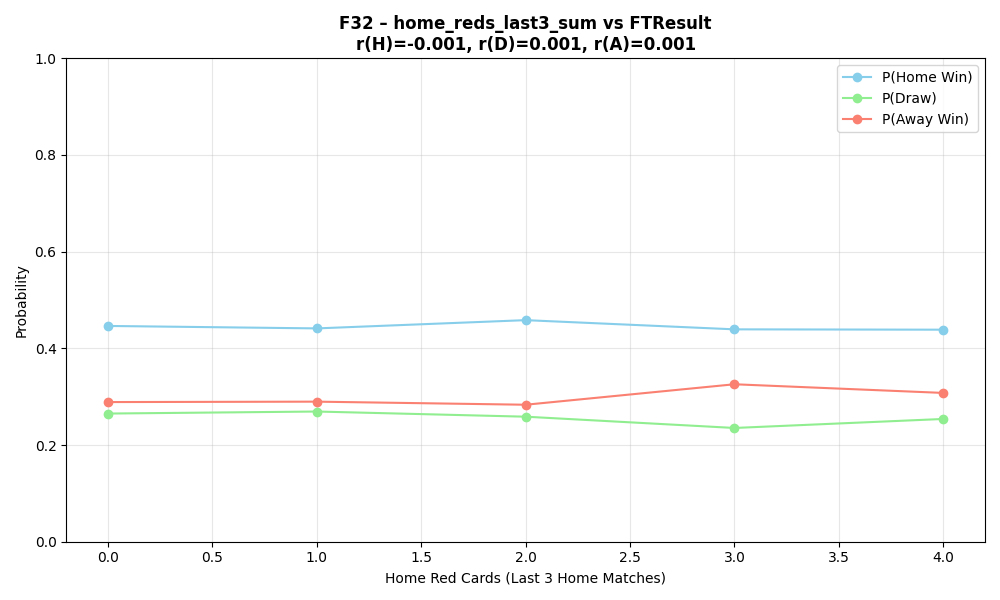 F32 – home_reds_last3_sum vs FTResult
r(H)=-0.001, r(D)=0.001, r(A)=0.001
P(Home Win)
P(Draw)
P(Away Win)
Probability
1.0
0.8
0.6
0.4
0.2
0.0
0.0 0.5 1.0 1.5 2.0 2.5 3.0 3.5 4.0
Home Red Cards (Last 3 Home Matches)